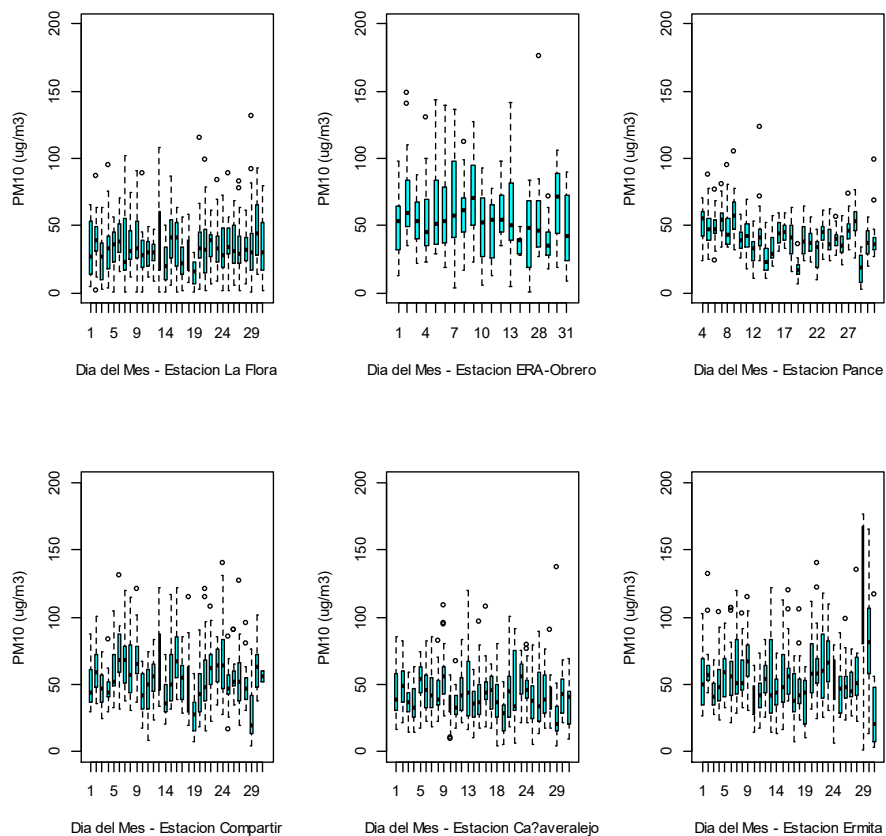 PM10 (ug/m3)
200
150
100
50
0
1 5 9 14 19 24 29
Dia del Mes - Estacion La Flora
PM10 (ug/m3)
200
150
100
50
0
1 4 7 10 13 28 31
Dia del Mes - Estacion ERA-Obrero
PM10 (ug/m3)
200
150
100
50
0
4 8 12 17 22 27
Dia del Mes - Estacion Pance
PM10 (ug/m3)
200
150
100
50
0
1 5 9 14 19 24 29
Dia del Mes - Estacion Compartir
PM10 (ug/m3)
200
150
100
50
0
1 5 9 13 18 23 28
Dia del Mes - Estacion Ca?averalejo
PM10 (ug/m3)
200
150
100
50
0
1 5 9 14 19 24 29
Dia del Mes - Estacion Ermita